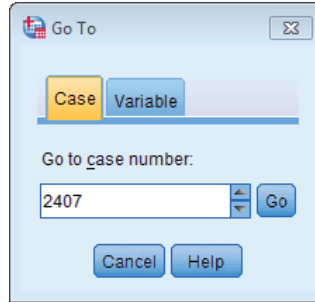 Go To
Case Variable
Go to case number:
2407 Go
Cancel Help